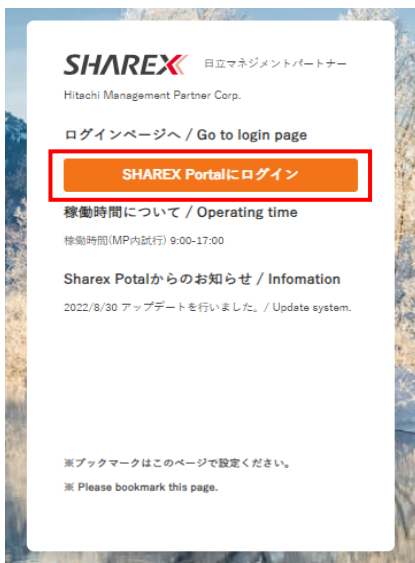 SHAREX 日立マネジメントパートナー
Hitachi Management Partner Corp.
ログインページへ / Go to login page
SHAREX Portalにログイン
稼働時間について / Operating time
稼働時間(MP内試行) 9:00-17:00
Sharex Potalからのお知らせ / Infomation
2022/8/30 アップデートを行いました。/ Update system.
※ブックマークはこのページで設定ください。
※ Please bookmark this page.